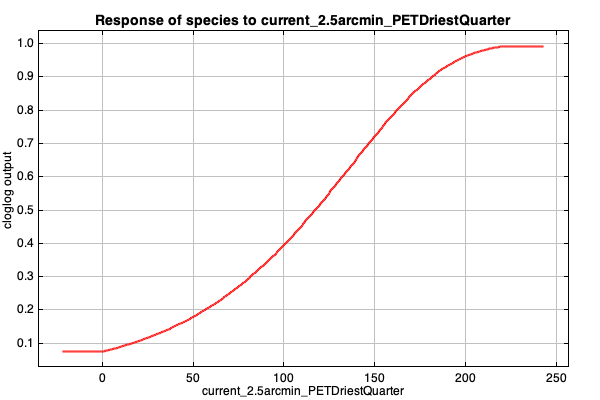 Response of species to current_2.5arcmin_PETDriestQuarter
1.0
0.9
0.8
0.7
0.6
0.5
0.4
0.3
0.2
0.1
cloglog output
0 50 100 150 200 250
current_2.5arcmin_PETDriestQuarter